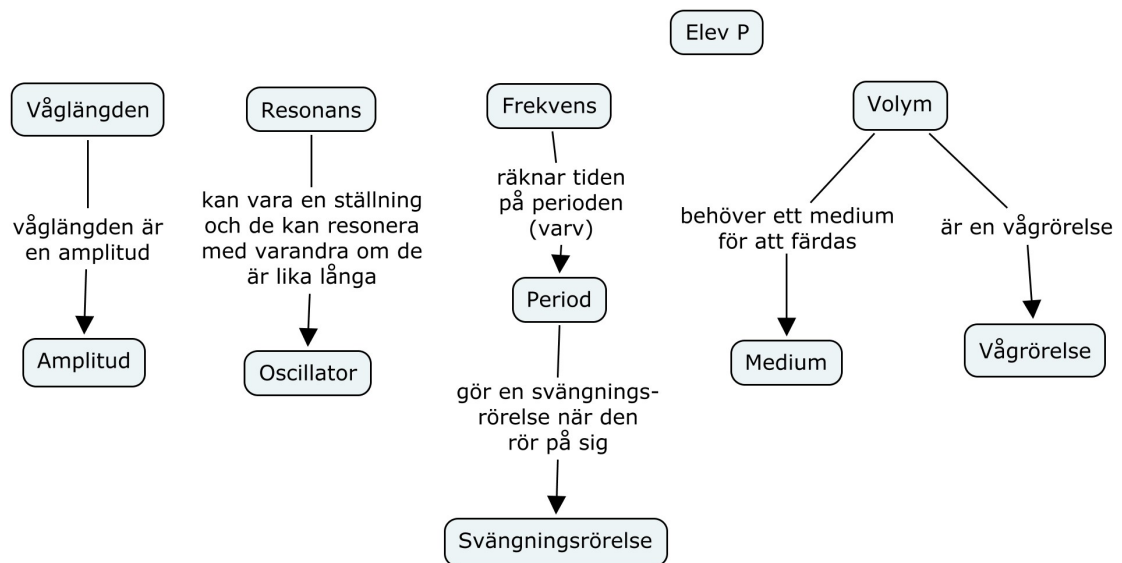 Elev P
Våglängden
våglängden är
en amplitud
Amplitud
Resonans
kan vara en ställning
och de kan resonera
med varandra om de
är lika långa
Oscillator
Frekvens
räknar tiden
på perioden
(varv)
Period
gör en svängnings-
rörelse när den
rör på sig
Svängningsrörelse
Volym
behöver ett medium
för att färdas
Medium
är en vågrörelse
Vågrörelse